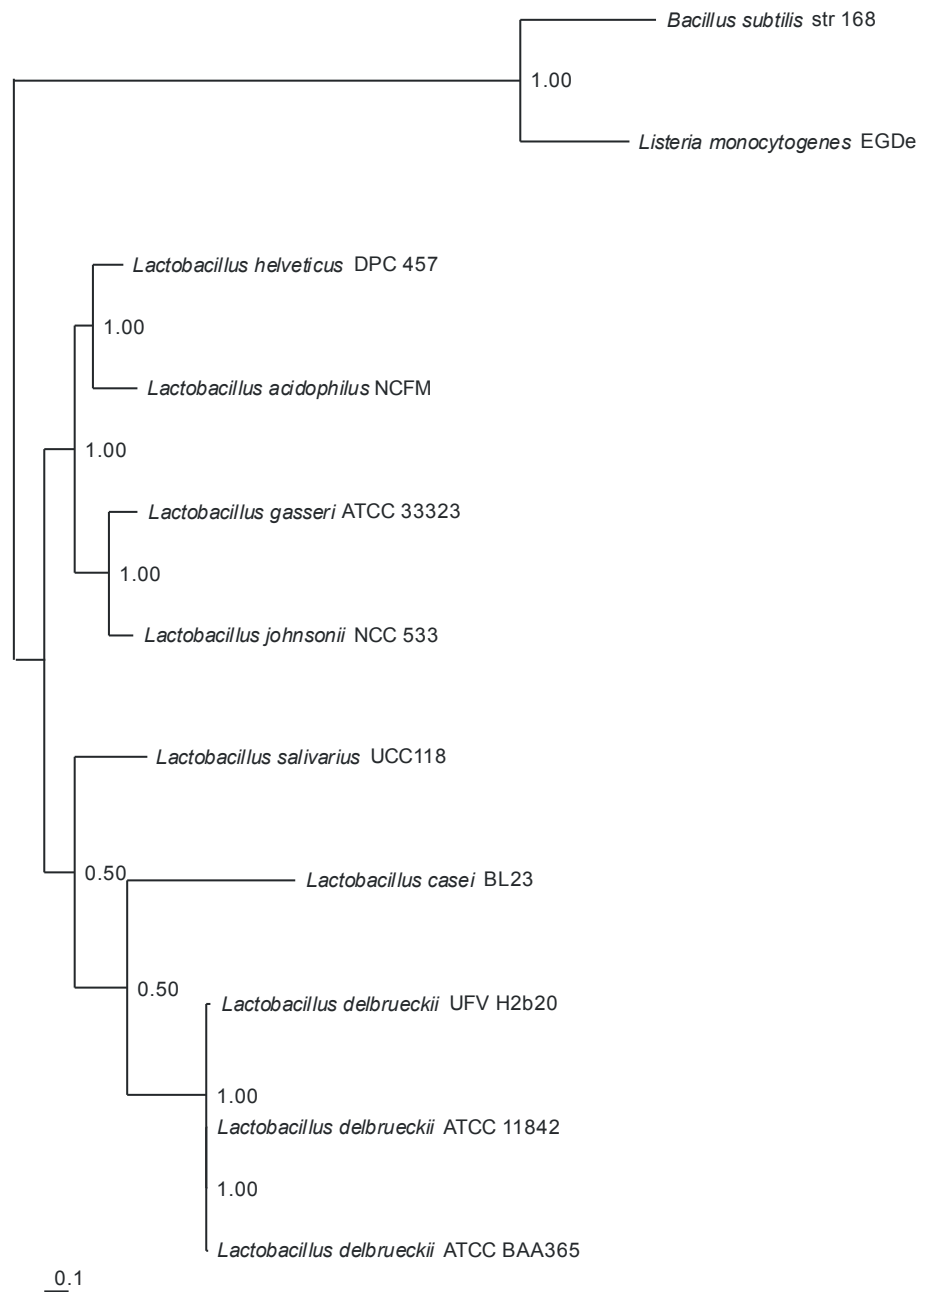 Bacillus subtilis str 168
1.00
Listeria monocytogenes EGDe
Lactobacillus helveticus DPC 457
1.00
Lactobacillus acidophilus NCFM
1.00
Lactobacillus gasseri ATCC 33323
1.00
Lactobacillus johnsonii NCC 533
Lactobacillus salivarius UCC118
0.50
Lactobacillus casei BL23
0.50
Lactobacillus delbrueckii UFV H2b20
1.00
Lactobacillus delbrueckii ATCC 11842
1.00
Lactobacillus delbrueckii ATCC BAA365
0.1